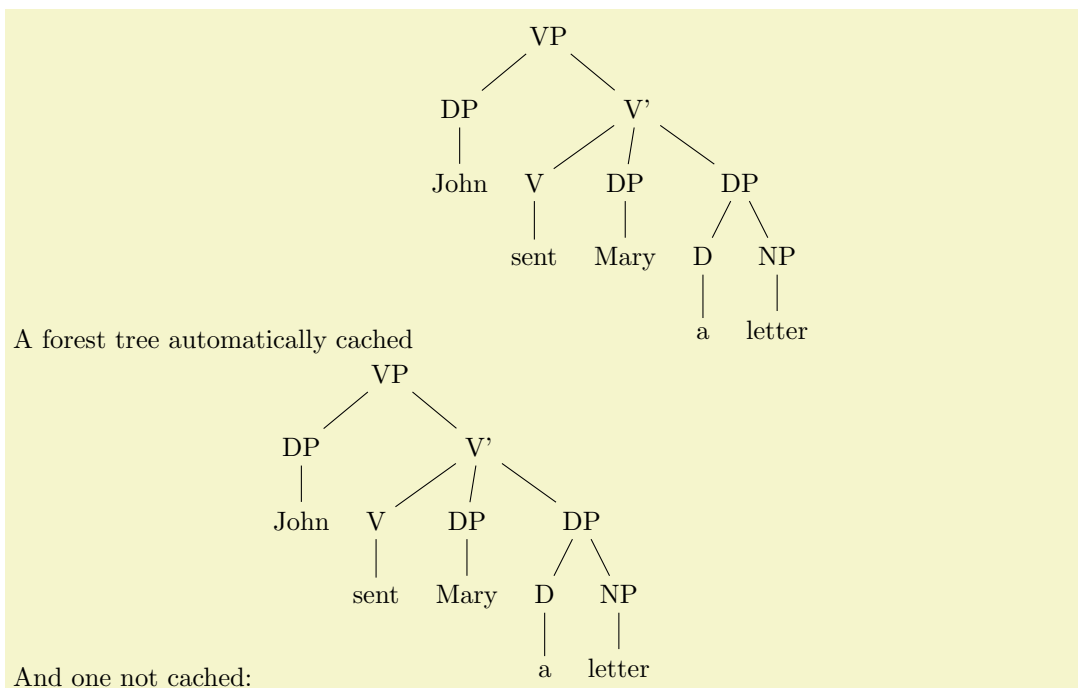 VP
DP V’
John V DP DP
sent Mary D NP
a letter
A forest tree automatically cached
VP
DP V’
John V DP DP
sent Mary D NP
a letter
And one not cached: